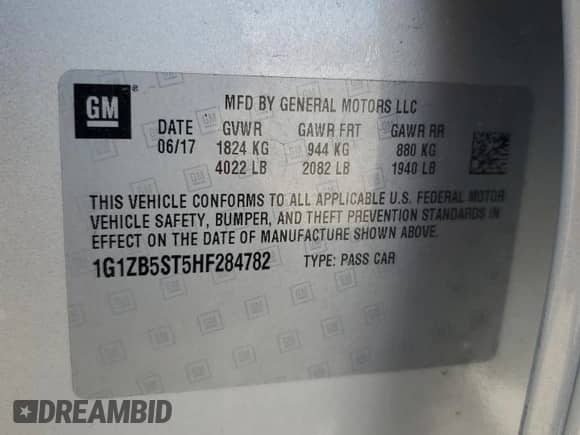 GM ®
MFD BY GENERAL MOTORS LLC
DATE GVWR GAWR FRT GAWR RR
06/17 1824 KG 944 KG 880 KG
4022 LB 2082 LB 1940 LB
THIS VEHICLE CONFORMS TO ALL APPLICABLE U.S. FEDERAL MOTOR
VEHICLE SAFETY, BUMPER, AND THEFT PREVENTION STANDARDS IN
EFFECT ON THE DATE OF MANUFACTURE SHOWN ABOVE.
1G1ZB5ST5HF284782 TYPE: PASS CAR
DREAMBID